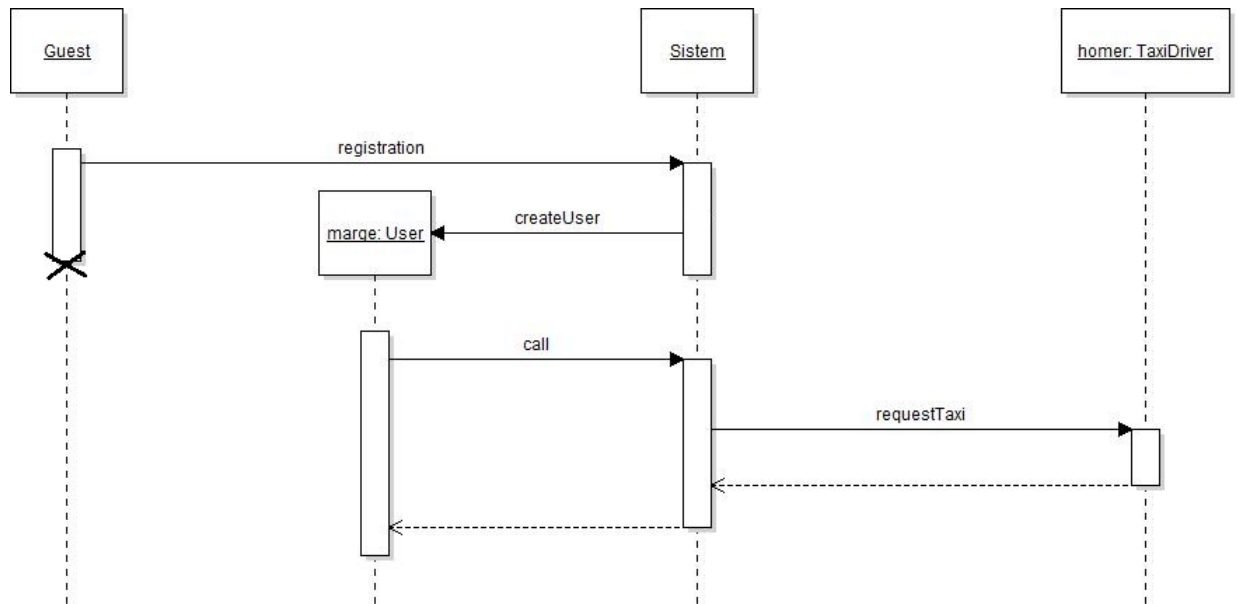 Guest
Sistem
homer: TaxiDriver
registration
createUser
marge: User
call
requestTaxi